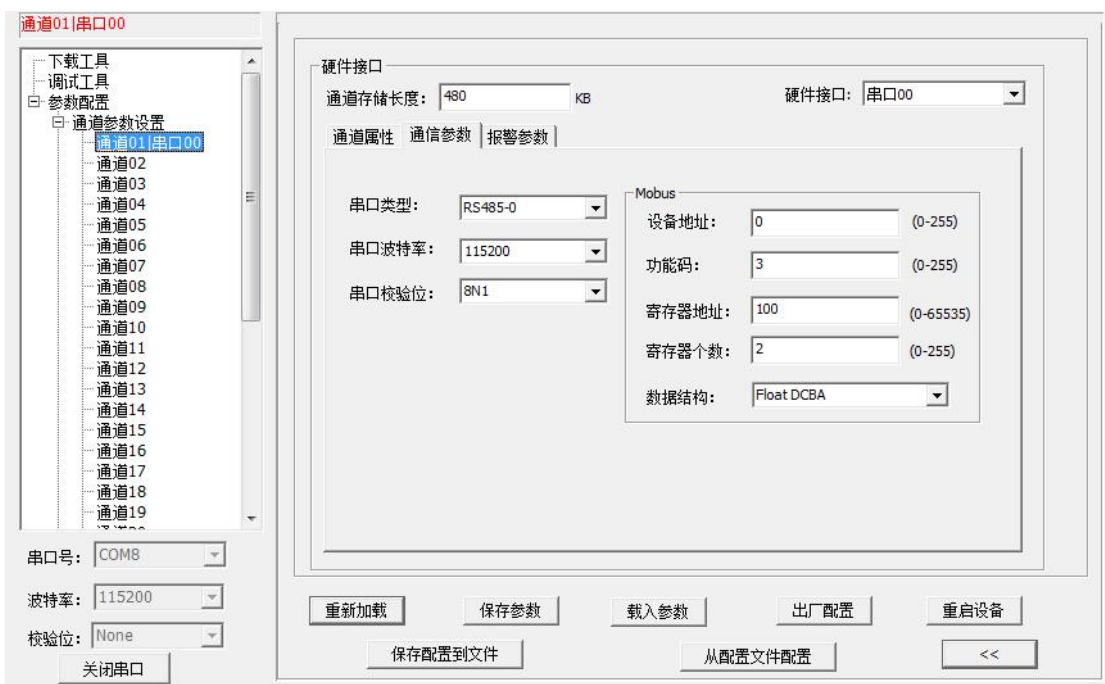 通道01|串口00
下载工具
调试工具
参数配置
通道参数设置
通道01|串口00
通道02
通道03
通道04
通道05
通道06
通道07
通道08
通道09
通道10
通道11
通道12
通道13
通道14
通道15
通道16
通道17
通道18
通道19
串口号： COM8
波特率： 115200
校验位： None
关闭串口
硬件接口
通道存储长度： 480 KB
硬件接口： 串口00
通道属性 通信参数 报警参数
串口类型： RS485-0
串口波特率： 115200
串口校验位： 8N1
Mobus
设备地址： 0 (0-255)
功能码： 3 (0-255)
寄存器地址： 100 (0-65535)
寄存器个数： 2 (0-255)
数据结构： Float DCBA
重新加载 保存参数 载入参数 出厂配置 重启设备
保存配置到文件 从配置文件配置 <<